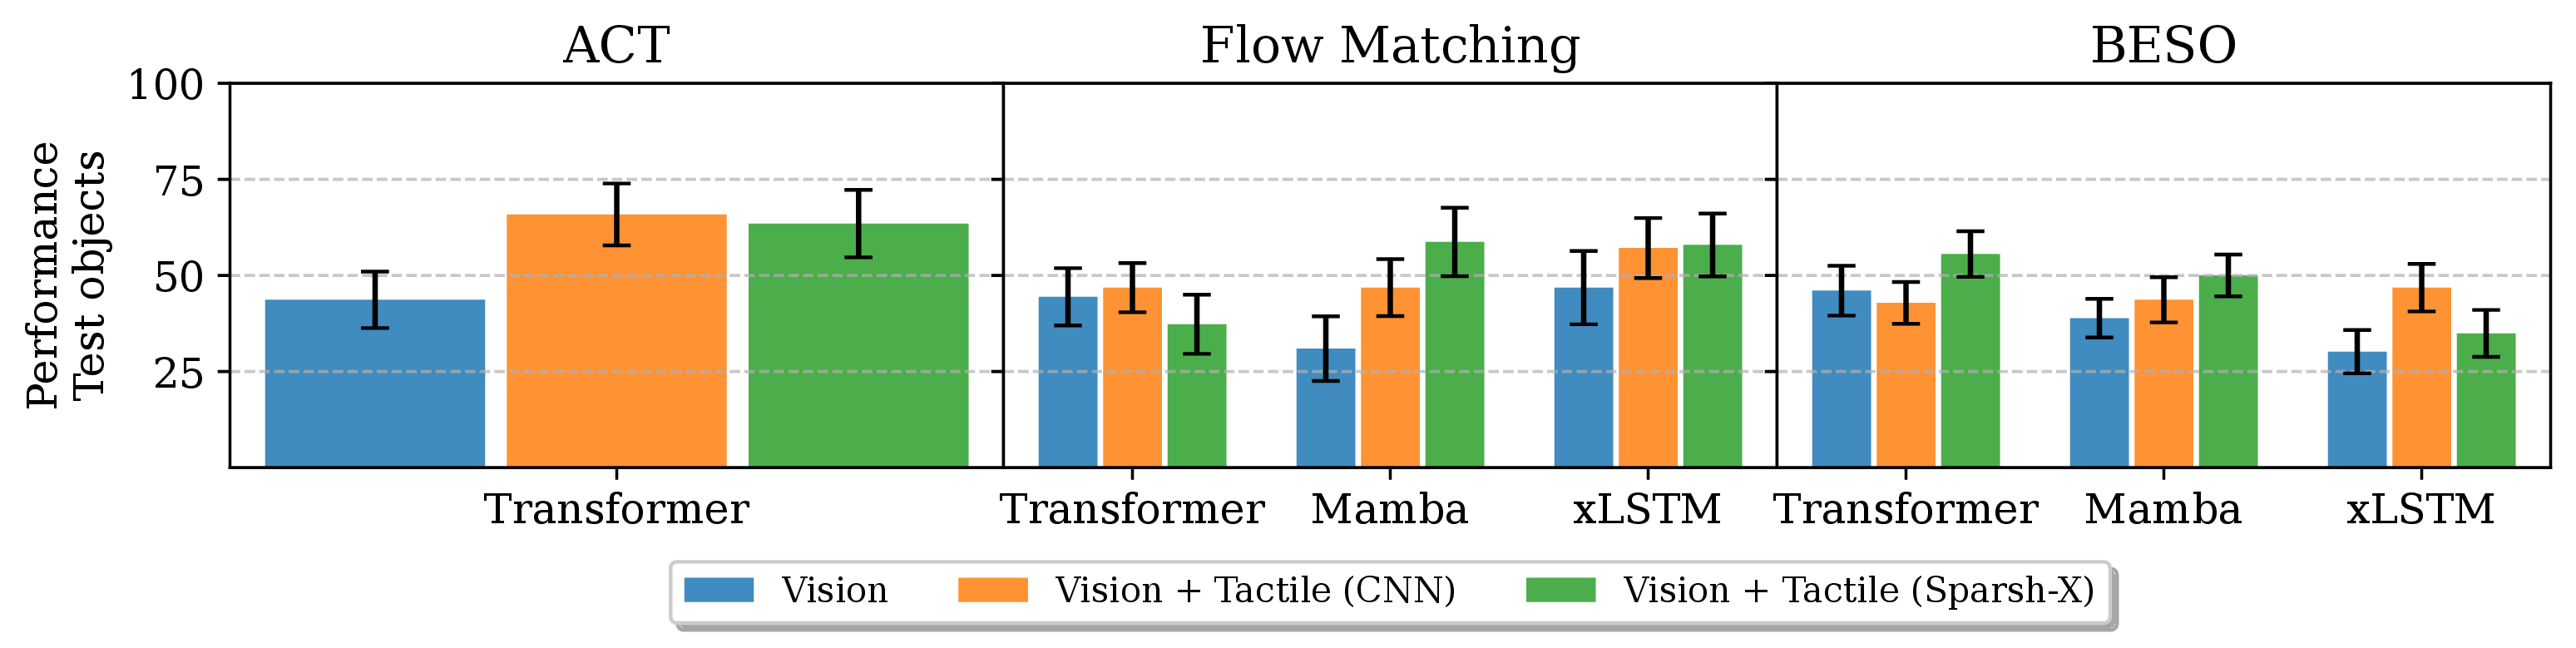 ACT
Flow Matching
BESO
Performance
Test objects
100
75
50
25
Transformer
Transformer
Mamba
xLSTM
Transformer
Mamba
xLSTM
Vision
Vision + Tactile (CNN)
Vision + Tactile (Sparsh-X)